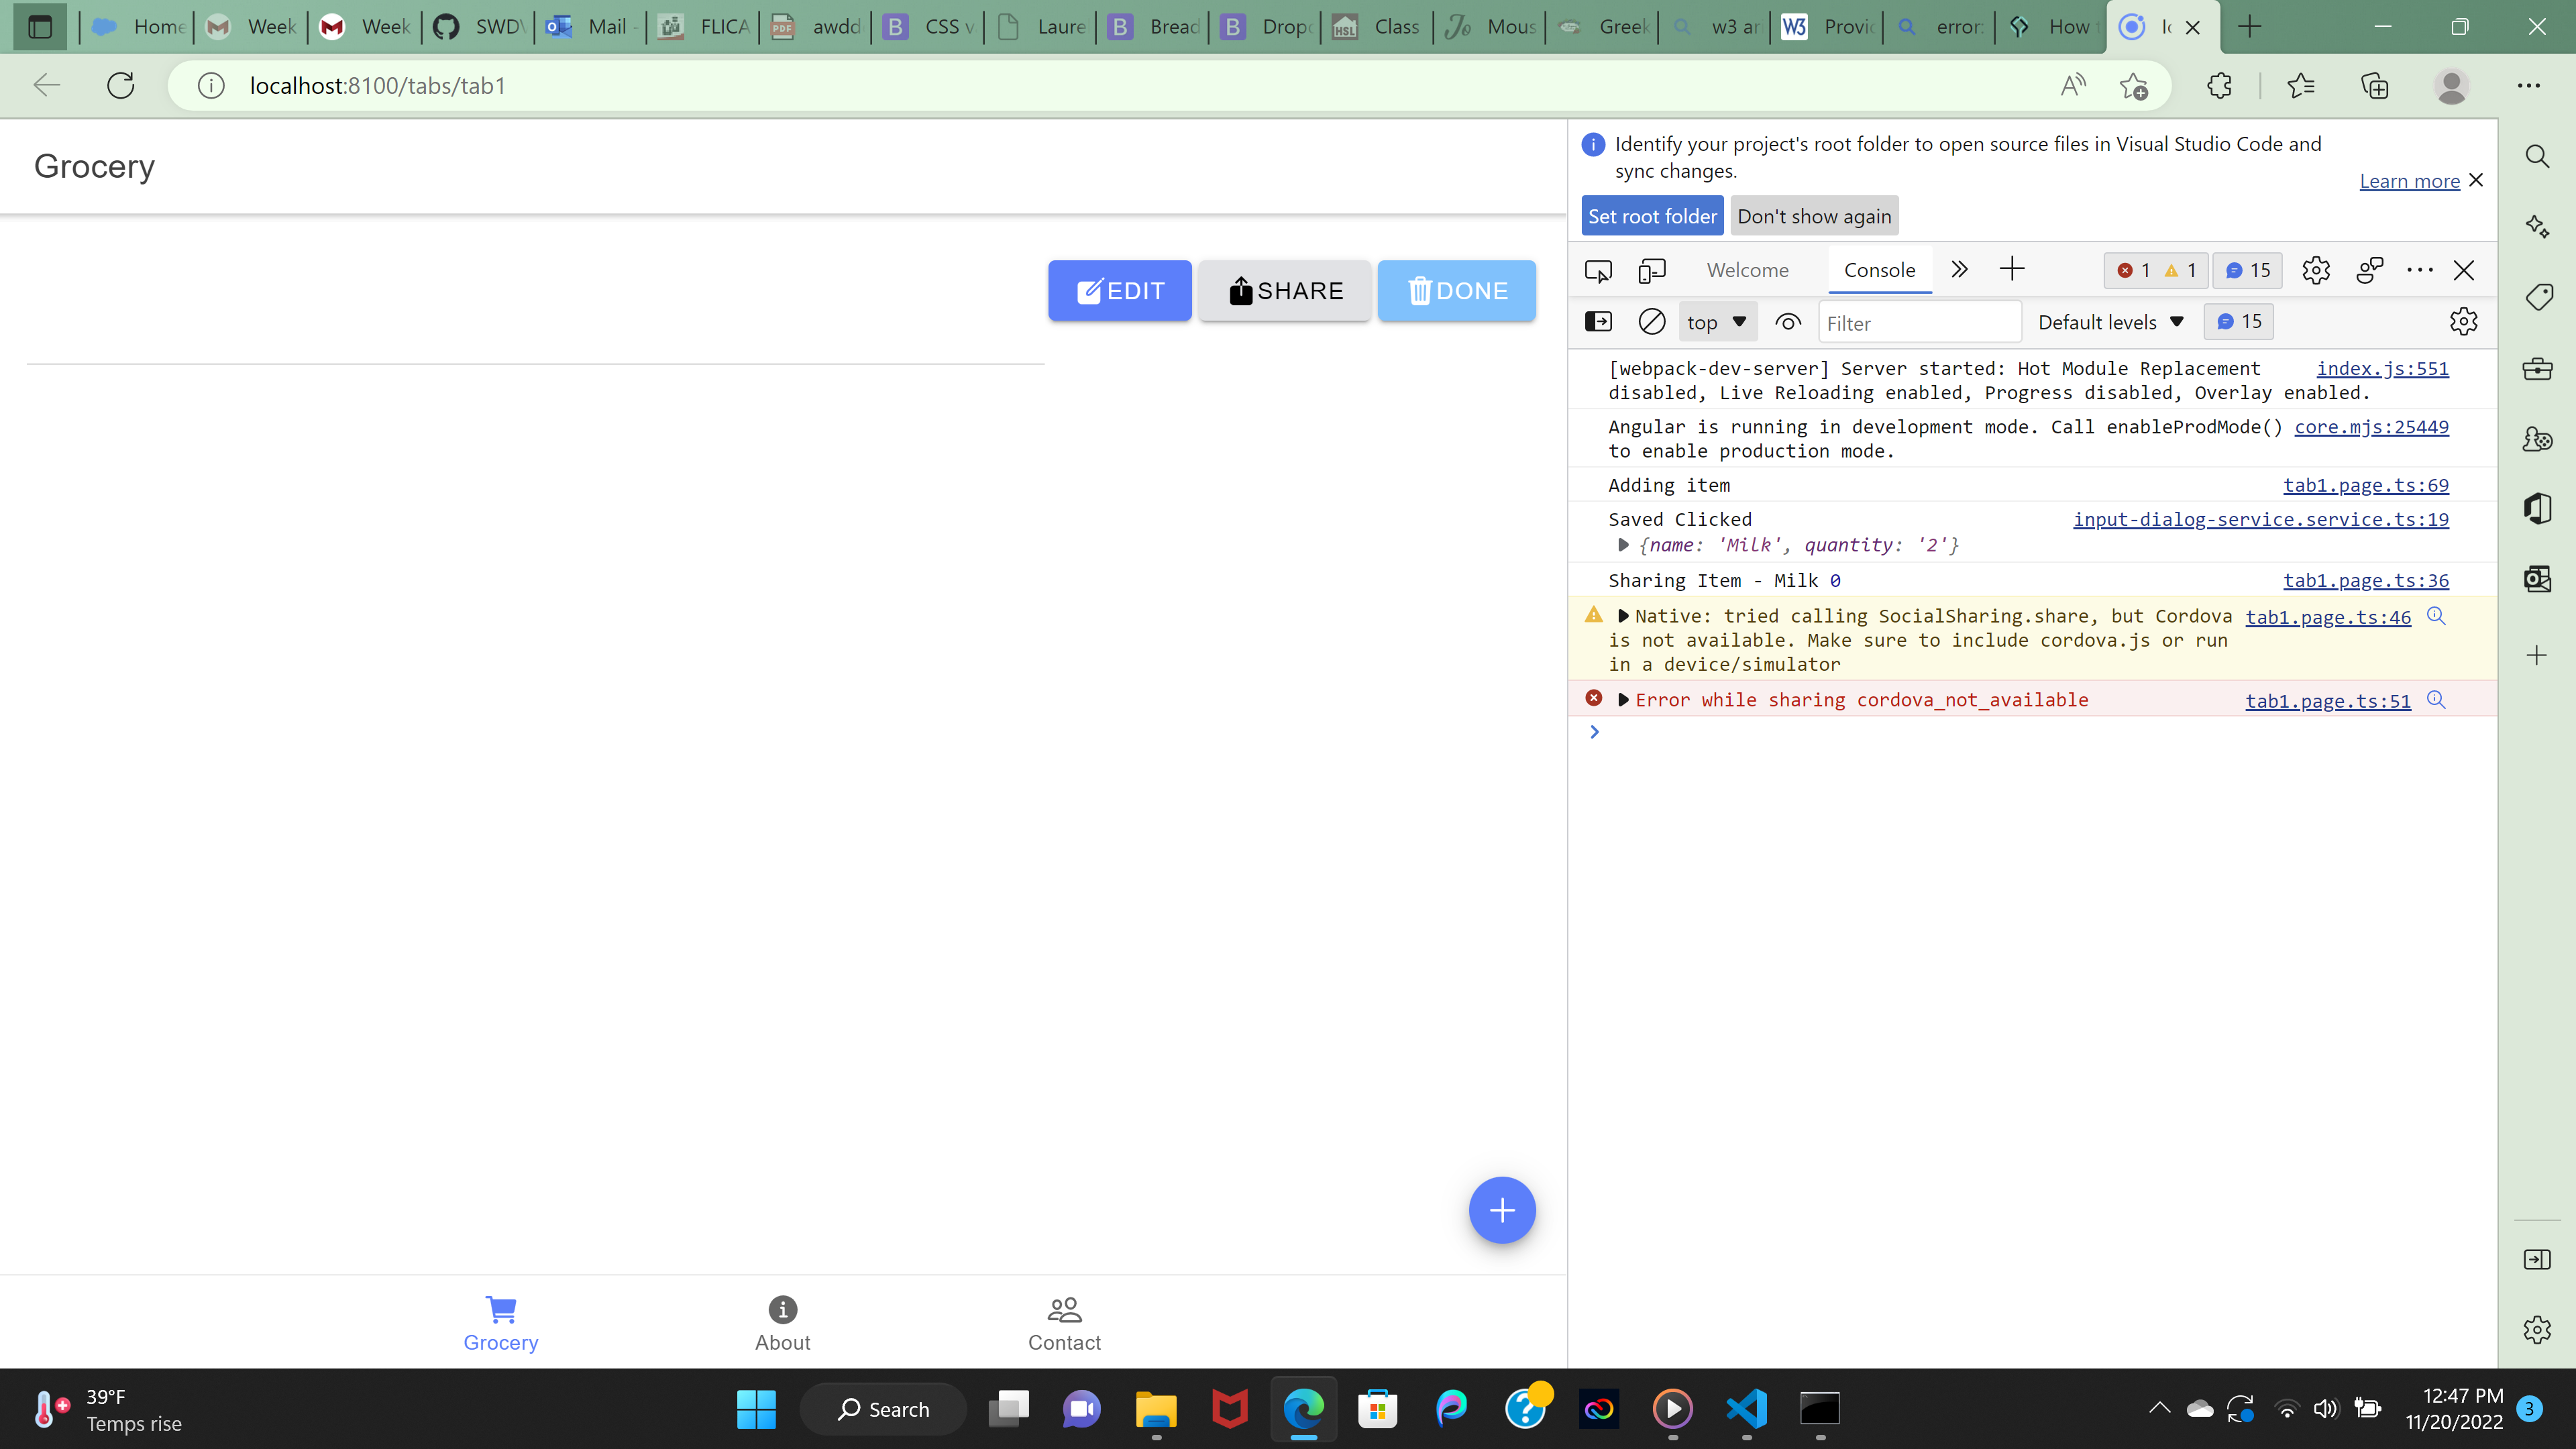 Home
Week
Week
SWDV
Mail -
FLICA
awdd
CSS v
Laure
Bread
Dropd
Class
Mous
Greek
w3 ar
Provid
error:
How t
Io
localhost:8100/tabs/tab1
Grocery
EDIT
SHARE
DONE
Grocery
About
Contact
Identify your project's root folder to open source files in Visual Studio Code and
sync changes.
Learn more
Set root folder
Don't show again
Welcome
Console
1
1
15
top
Filter
Default levels
15
[webpack-dev-server] Server started: Hot Module Replacement index.js:551
disabled, Live Reloading enabled, Progress disabled, Overlay enabled.
Angular is running in development mode. Call enableProdMode() core.mjs:25449
to enable production mode.
Adding item tab1.page.ts:69
Saved Clicked input-dialog-service.service.ts:19
{name: 'Milk', quantity: '2'}
Sharing Item - Milk 0 tab1.page.ts:36
Native: tried calling SocialSharing.share, but Cordova tab1.page.ts:46
is not available. Make sure to include cordova.js or run
in a device/simulator
Error while sharing cordova_not_available tab1.page.ts:51
39°F
Temps rise
Search
12:47 PM
11/20/2022
3